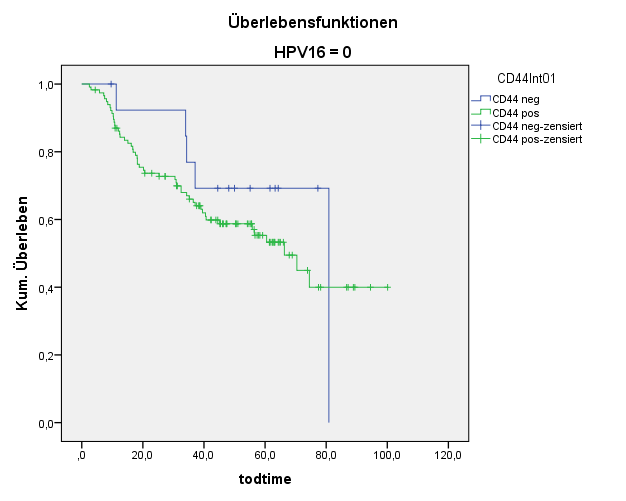 Überlebensfunktionen
HPV16 = 0
CD44Int01
CD44 neg
CD44 pos
CD44 neg-zensiert
CD44 pos-zensiert
Kum. Überleben
1,0
0,8
0,6
0,4
0,2
0,0
,0 20,0 40,0 60,0 80,0 100,0 120,0
todtime